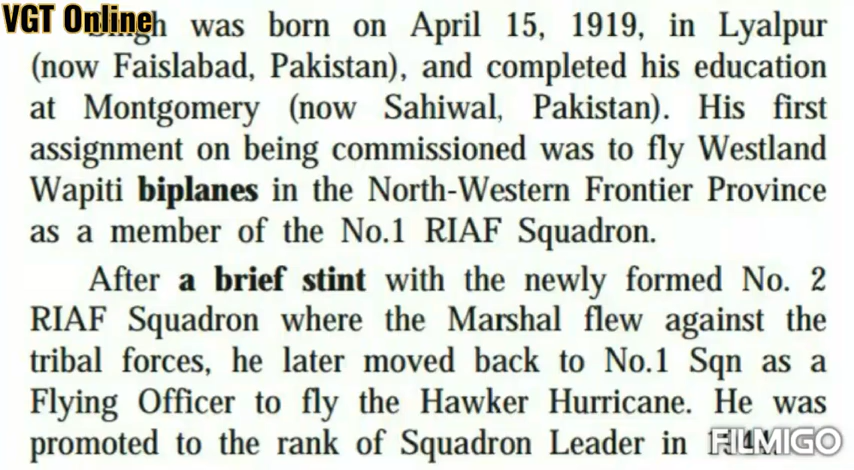 VGT Online
Singh was born on April 15, 1919, in Lyalpur
(now Faislabad, Pakistan), and completed his education
at Montgomery (now Sahiwal, Pakistan). His first
assignment on being commissioned was to fly Westland
Wapiti biplanes in the North-Western Frontier Province
as a member of the No.1 RIAF Squadron.
After a brief stint with the newly formed No. 2
RIAF Squadron where the Marshal flew against the
tribal forces, he later moved back to No.1 Sqn as a
Flying Officer to fly the Hawker Hurricane. He was
promoted to the rank of Squadron Leader in
FILMIGO